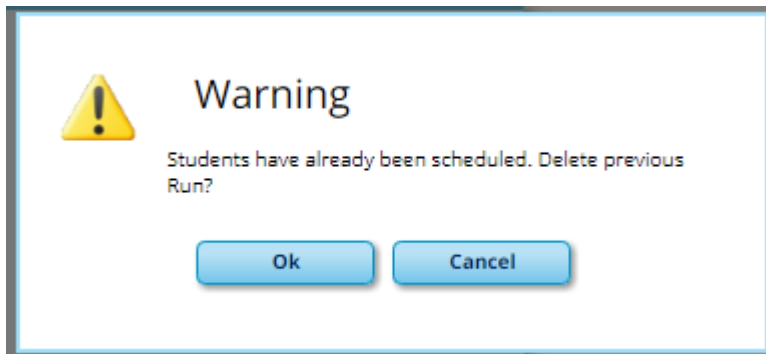 Warning
Students have already been scheduled. Delete previous
Run?
Ok
Cancel